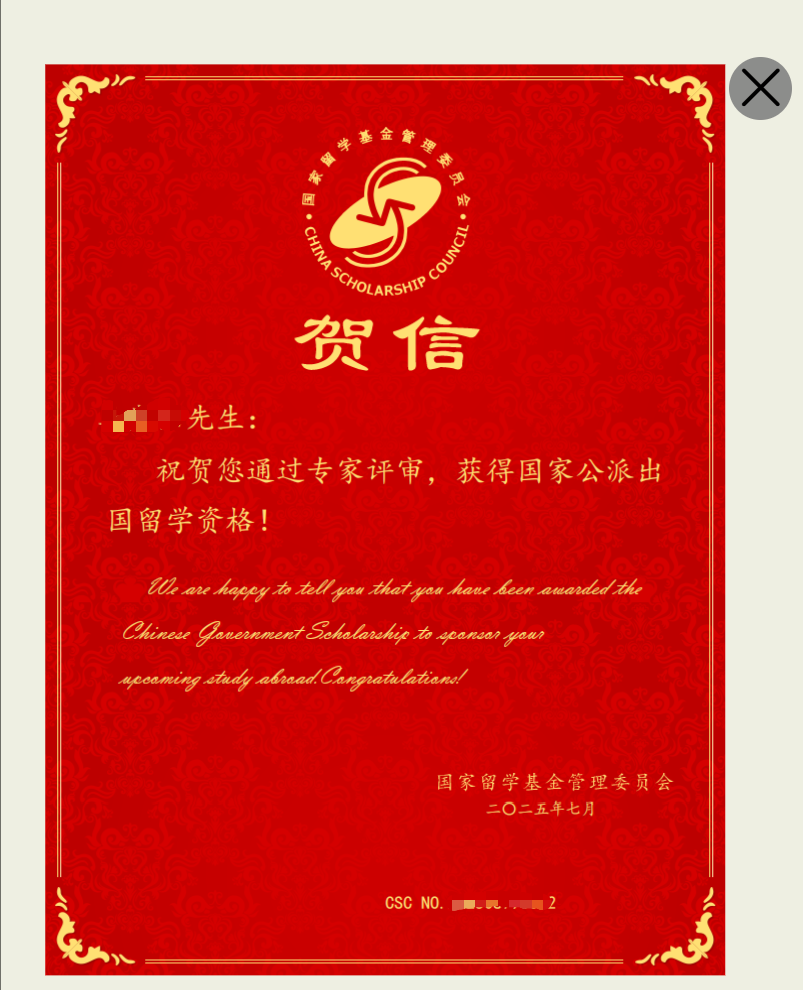 国家留学基金管理委员会
CHINA SCHOLARSHIP COUNCIL
贺信
先生：
祝贺您通过专家评审，获得国家公派出
国留学资格！
We are happy to tell you that you have been awarded the
Chinese Government Scholarship to sponsor your
upcoming study abroad.Congratulations!
国家留学基金管理委员会
二〇二五年七月
CSC NO. 2